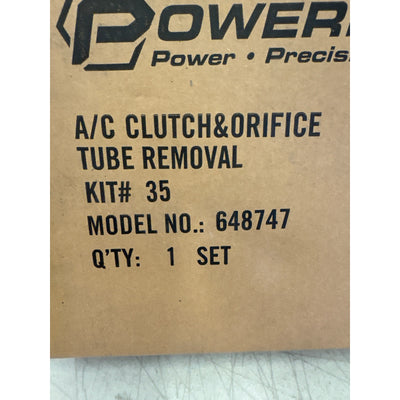 POWER
Power • Precis
A/C CLUTCH&ORIFICE
TUBE REMOVAL
KIT# 35
MODEL NO.: 648747
Q'TY: 1 SET